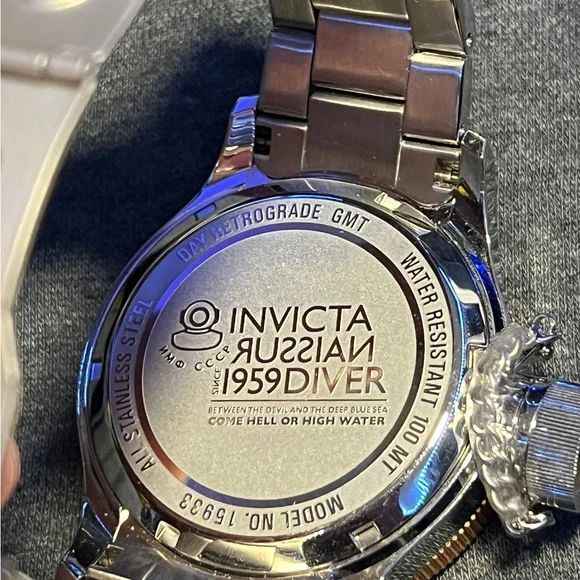 DAY RETROGRADE GMT
WATER RESISTANT 100 MT
MODEL NO. 15933
ALL STAINLESS STEEL
ИМФ СССР
INVICTA
ЯUSSIAИ
SINCE
1959 DIVER
BETWEEN THE DEVIL AND THE DEEP BLUE SEA
COME HELL OR HIGH WATER